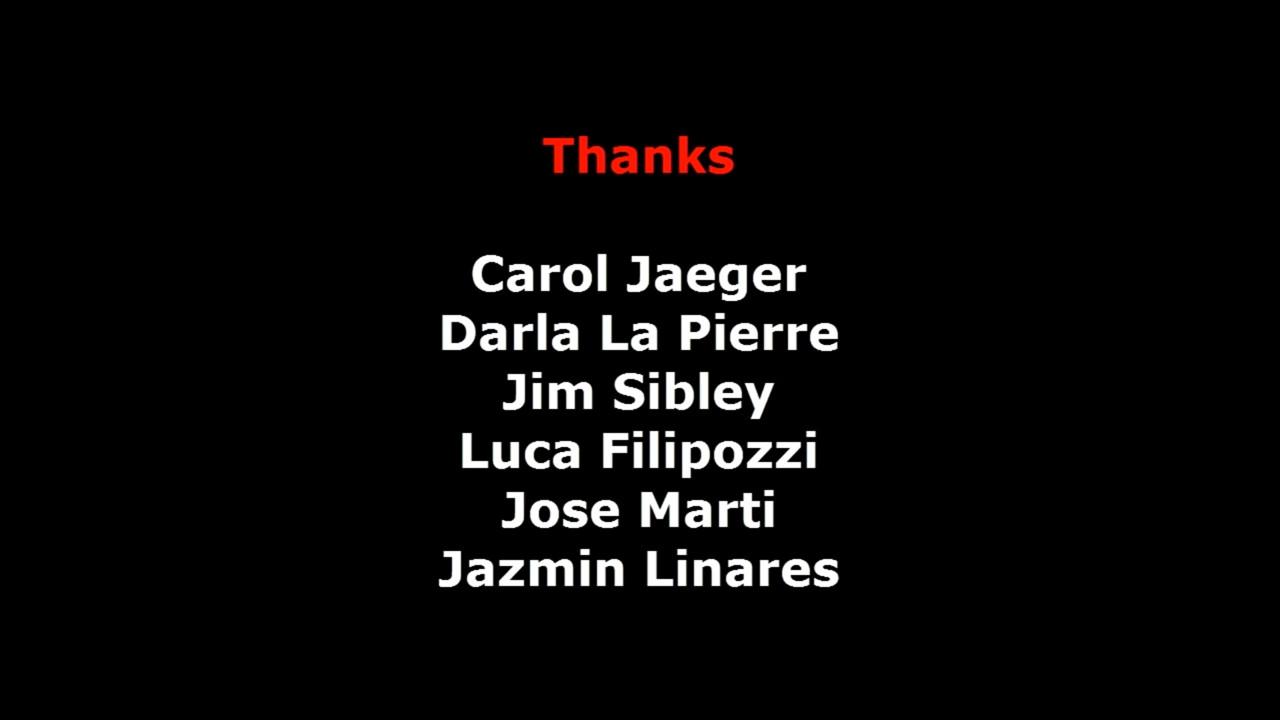 Thanks
Carol Jaeger
Darla La Pierre
Jim Sibley
Luca Filipozzi
Jose Marti
Jazmin Linares